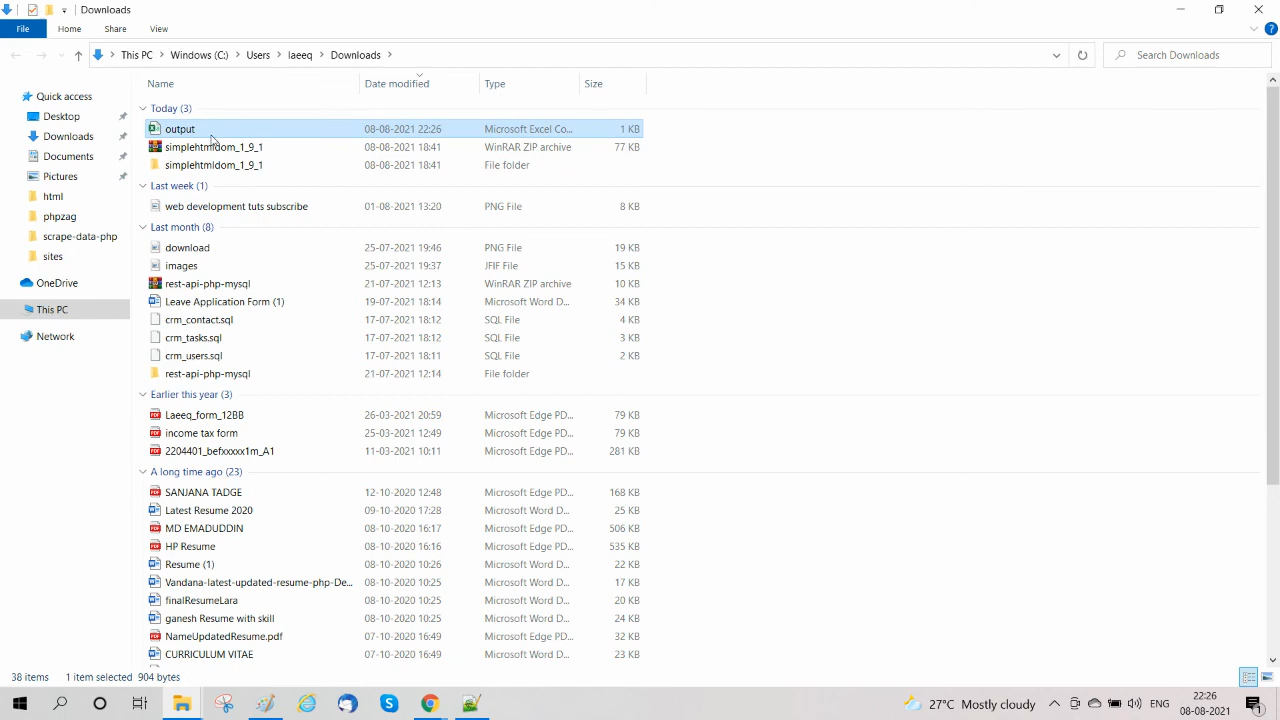 Downloads
File Home Share View
This PC Windows (C:) Users laeeq Downloads Search Downloads
Name Date modified Type Size
Quick access
Desktop
Downloads
Documents
Pictures
html
phpzag
scrape-data-php
sites
OneDrive
This PC
Network
Today (3)
output 08-08-2021 22:26 Microsoft Excel Co... 1 KB
simplehtmldom_1_9_1 08-08-2021 18:41 WinRAR ZIP archive 77 KB
simplehtmldom_1_9_1 08-08-2021 18:41 File folder
Last week (1)
web development tuts subscribe 01-08-2021 13:20 PNG File 8 KB
Last month (8)
download 25-07-2021 19:46 PNG File 19 KB
images 25-07-2021 19:37 JFIF File 15 KB
rest-api-php-mysql 21-07-2021 12:13 WinRAR ZIP archive 10 KB
Leave Application Form (1) 19-07-2021 18:14 Microsoft Word D... 34 KB
crm_contact.sql 17-07-2021 18:12 SQL File 4 KB
crm_tasks.sql 17-07-2021 18:12 SQL File 3 KB
crm_users.sql 17-07-2021 18:11 SQL File 2 KB
rest-api-php-mysql 21-07-2021 12:14 File folder
Earlier this year (3)
Laeeq_form_12BB 26-03-2021 20:59 Microsoft Edge PD... 79 KB
income tax form 25-03-2021 12:49 Microsoft Edge PD... 79 KB
2204401_befxxxxx1m_A1 11-03-2021 10:11 Microsoft Edge PD... 281 KB
A long time ago (23)
SANJANA TADGE 12-10-2020 12:48 Microsoft Edge PD... 168 KB
Latest Resume 2020 09-10-2020 17:28 Microsoft Word D... 25 KB
MD EMADUDDIN 08-10-2020 16:17 Microsoft Edge PD... 506 KB
HP Resume 08-10-2020 16:16 Microsoft Edge PD... 535 KB
Resume (1) 08-10-2020 10:26 Microsoft Word D... 22 KB
Vandana-latest-updated-resume-php-De... 08-10-2020 10:25 Microsoft Word D... 17 KB
finalResumeLara 08-10-2020 10:25 Microsoft Word D... 20 KB
ganesh Resume with skill 08-10-2020 10:25 Microsoft Word D... 24 KB
NameUpdatedResume.pdf 07-10-2020 16:49 Microsoft Edge PD... 32 KB
CURRICULUM VITAE 07-10-2020 16:49 Microsoft Word D... 23 KB
38 items 1 item selected 904 bytes
27°C Mostly cloudy ENG 22:26
08-08-2021